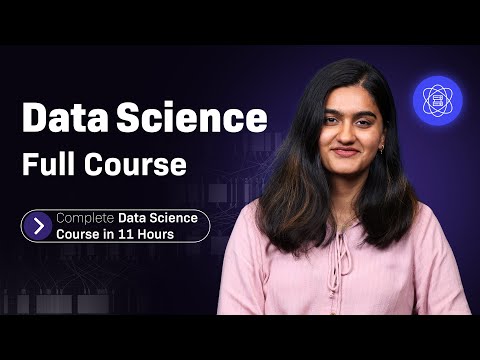 Data Science
Full Course
Complete Data Science
Course in 11 Hours